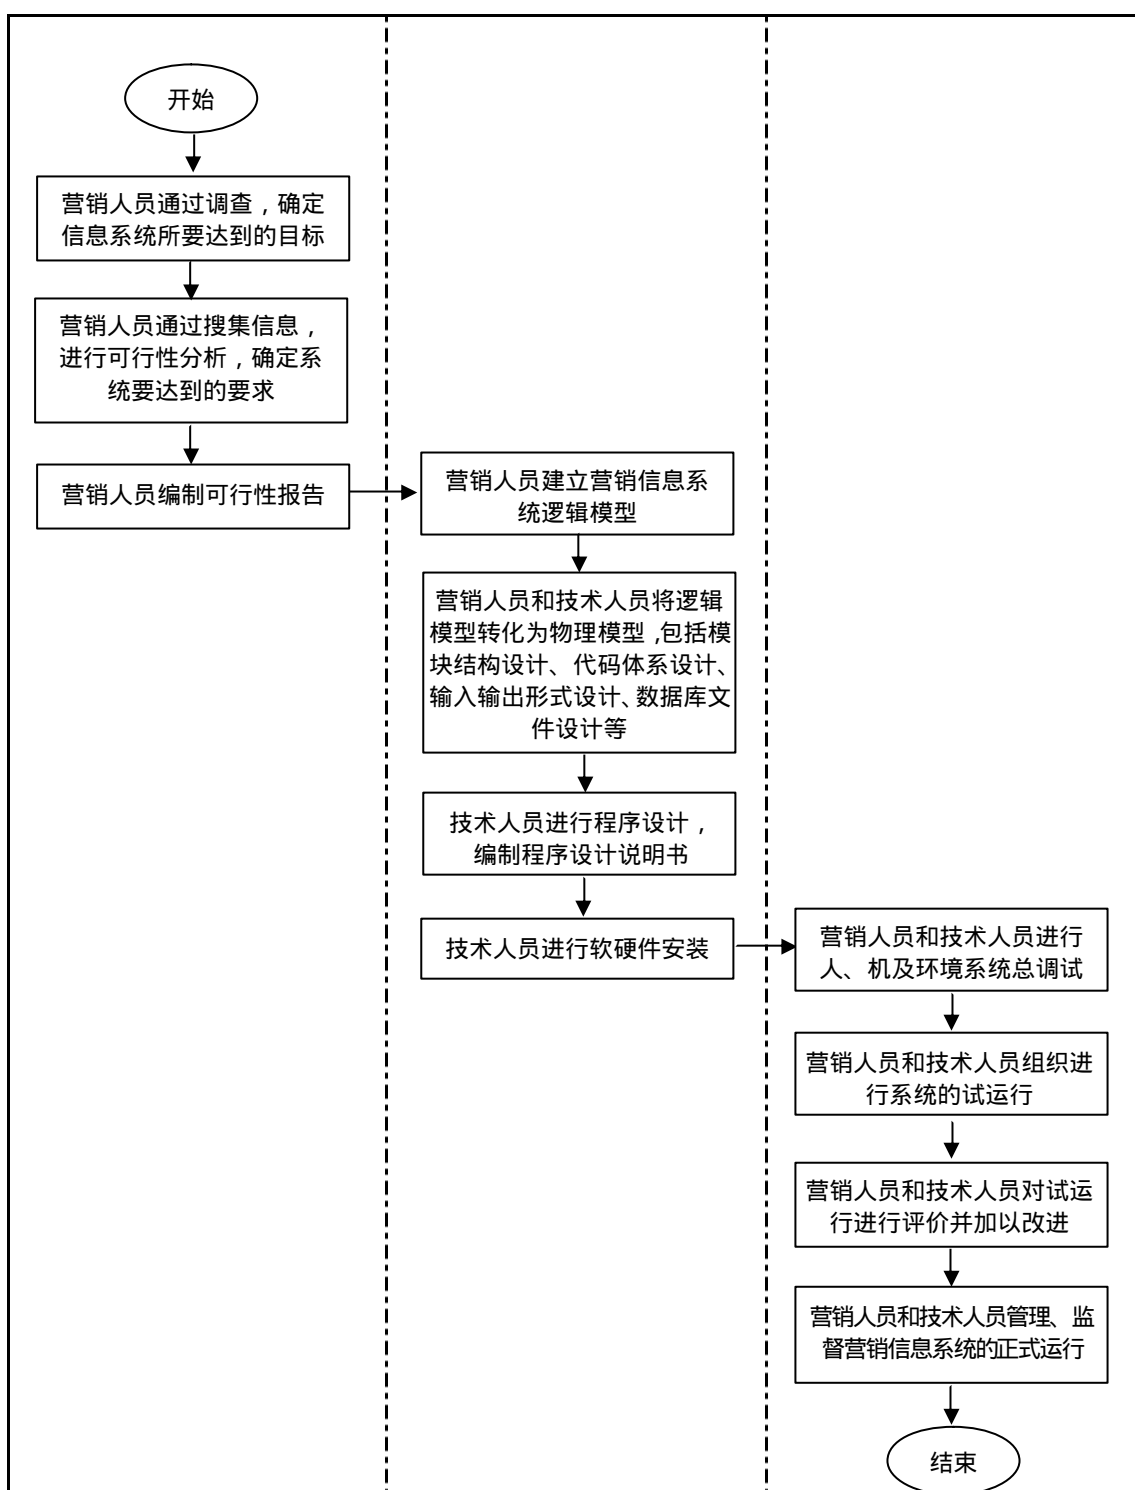 开始
营销人员通过调查，确定
信息系统所要达到的目标
营销人员通过搜集信息，
进行可行性分析，确定系
统要达到的要求
营销人员编制可行性报告
营销人员建立营销信息系
统逻辑模型
营销人员和技术人员将逻辑
模型转化为物理模型，包括模
块结构设计、代码体系设计、
输入输出形式设计、数据库文
件设计等
技术人员进行程序设计，
编制程序设计说明书
技术人员进行软硬件安装
营销人员和技术人员进行
人、机及环境系统总调试
营销人员和技术人员组织进
行系统的试运行
营销人员和技术人员对试运
行进行评价并加以改进
营销人员和技术人员管理、监
督营销信息系统的正式运行
结束